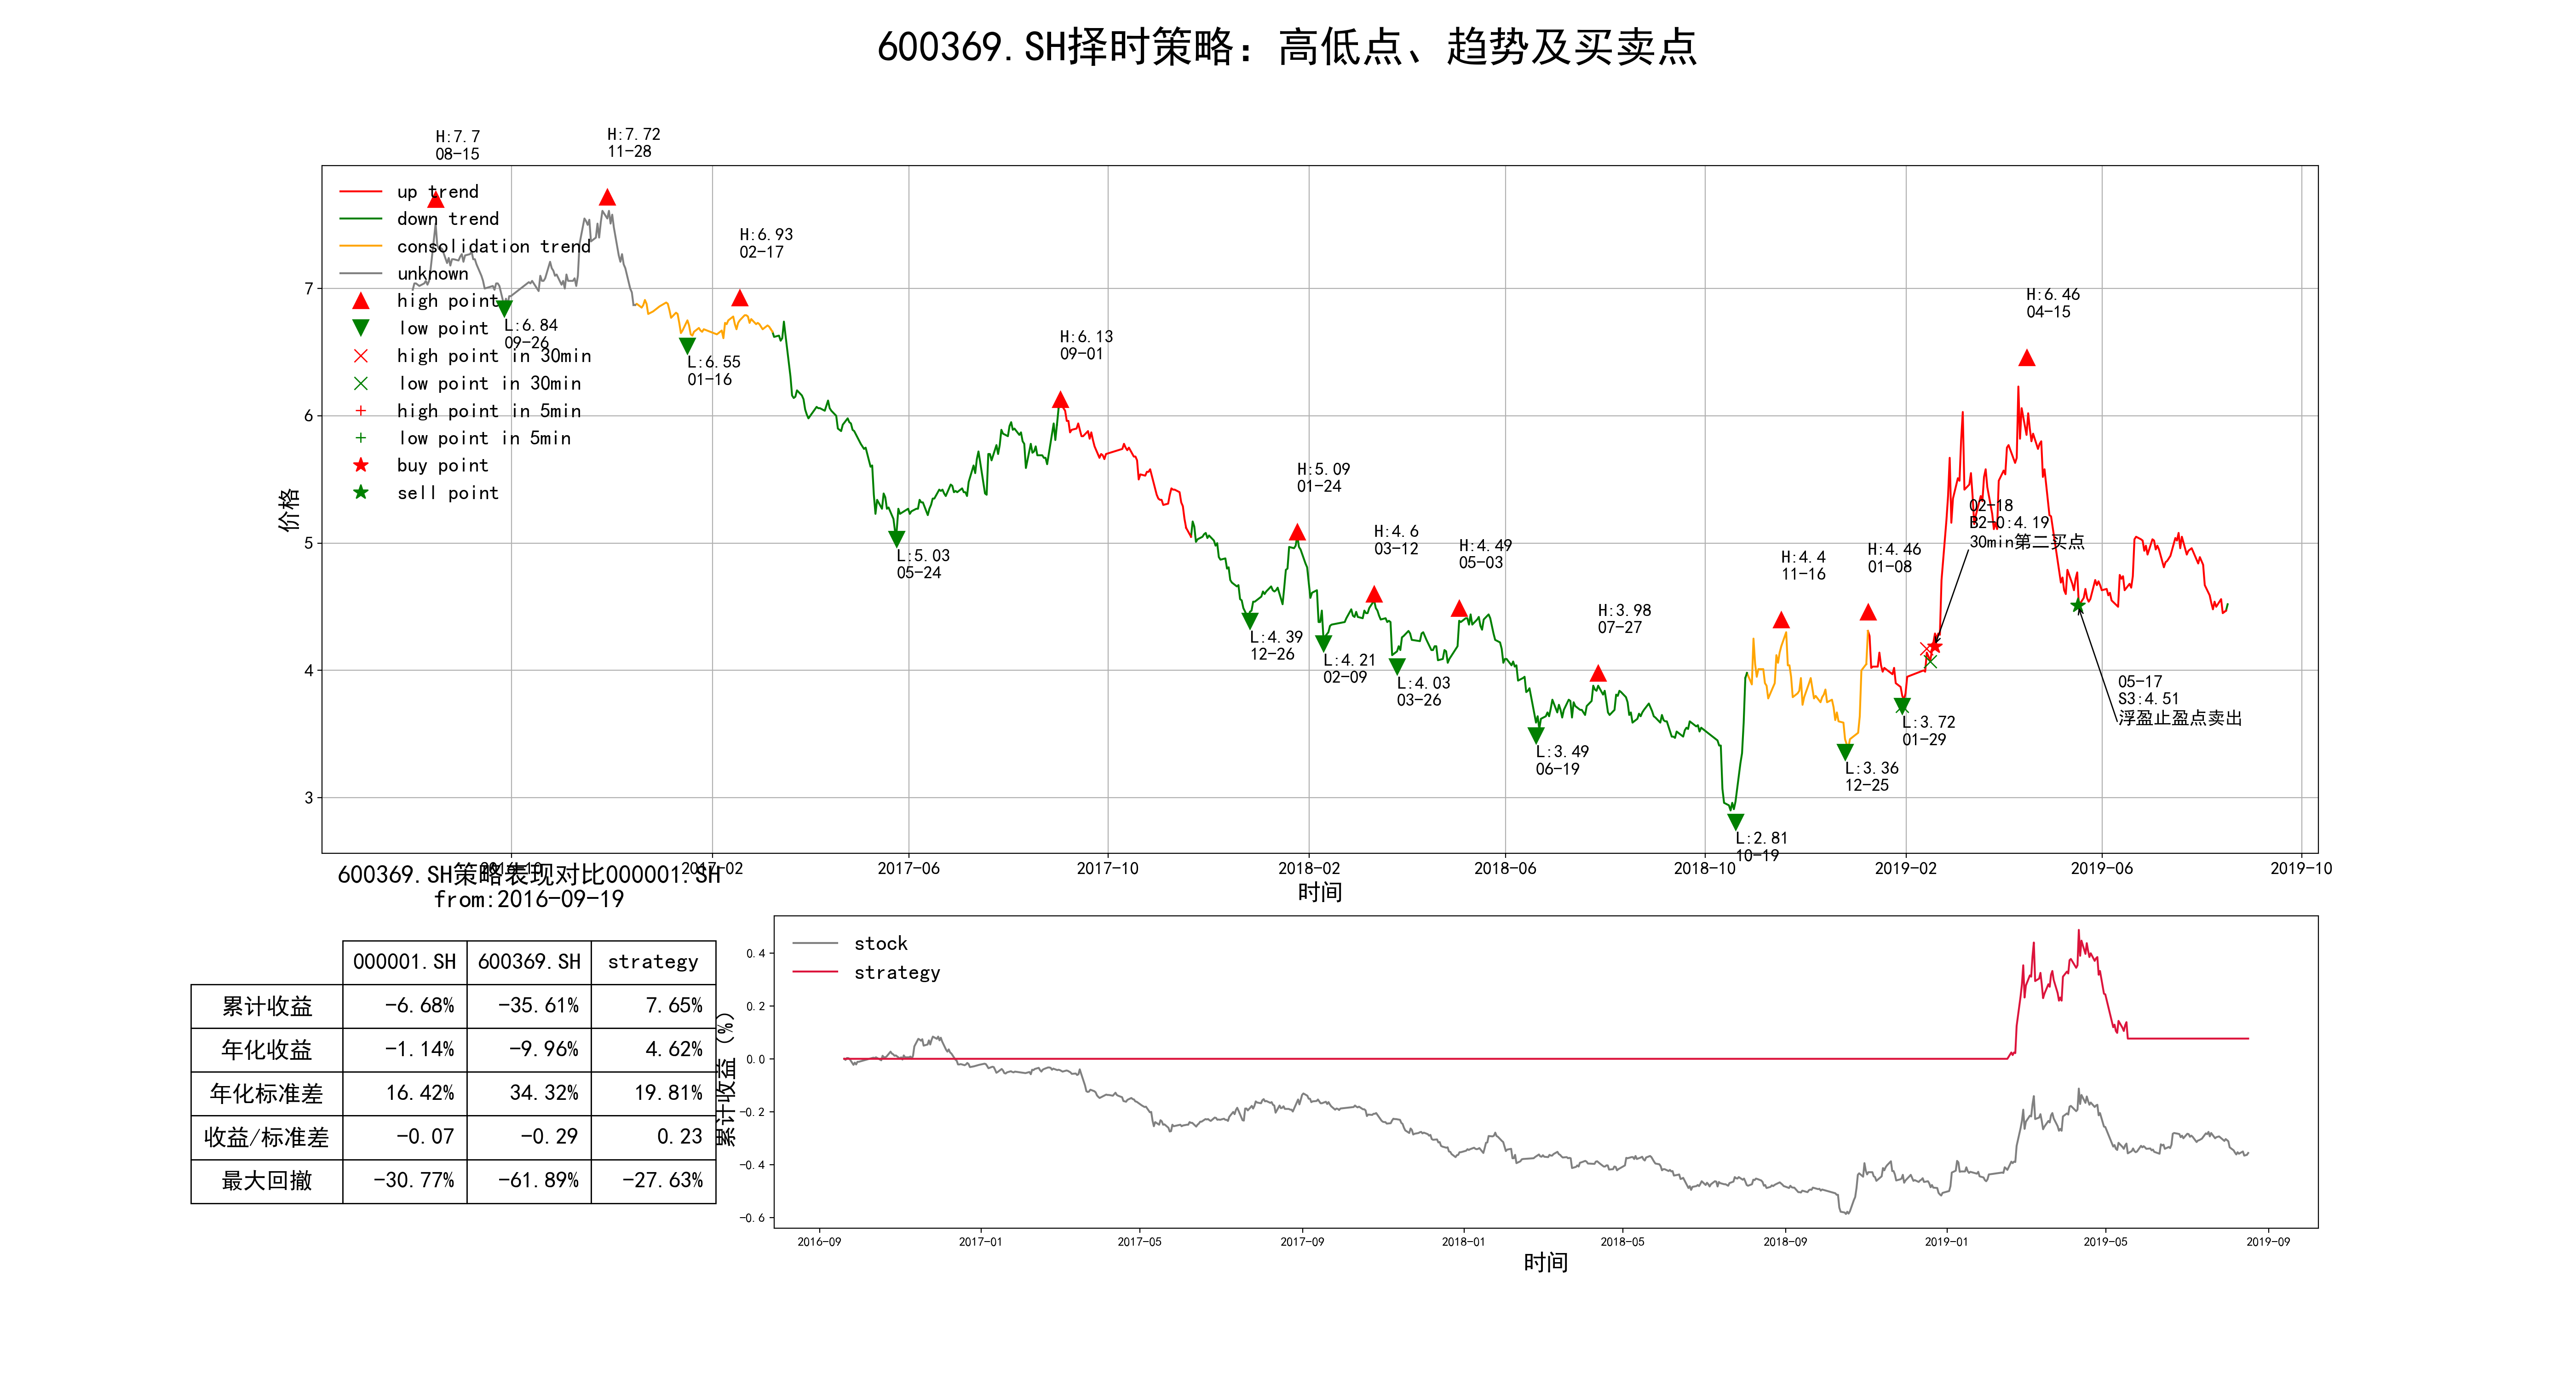 600369.SH择时策略：高低点、趋势及买卖点
H:7.7
08-15
H:7.72
11-28
up trend
down trend
consolidation trend
unknown
high point
low point
high point in 30min
low point in 30min
high point in 5min
low point in 5min
buy point
sell point
L:6.84
09-26
L:6.55
01-16
H:6.93
02-17
L:5.03
05-24
H:6.13
09-01
L:4.39
12-26
H:5.09
01-24
L:4.21
02-09
H:4.6
03-12
L:4.03
03-26
H:4.49
05-03
L:3.49
06-19
H:3.98
07-27
L:2.81
10-19
H:4.4
11-16
L:3.36
12-25
H:4.46
01-08
L:3.72
01-29
02-18
B2-0:4.19
30min第二买点
H:6.46
04-15
05-17
S3:4.51
浮盈止盈点卖出
价格
7
6
5
4
3
2016-10
2017-02
2017-06
2017-10
2018-02
2018-06
2018-10
2019-02
2019-06
2019-10
时间
600369.SH策略表现对比000001.SH
from:2016-09-19
000001.SH 600369.SH strategy
累计收益 -6.68% -35.61% 7.65%
年化收益 -1.14% -9.96% 4.62%
年化标准差 16.42% 34.32% 19.81%
收益/标准差 -0.07 -0.29 0.23
最大回撤 -30.77% -61.89% -27.63%
累计收益（%）
stock
strategy
0.4
0.2
0.0
-0.2
-0.4
-0.6
2016-09
2017-01
2017-05
2017-09
2018-01
2018-05
2018-09
2019-01
2019-05
2019-09
时间